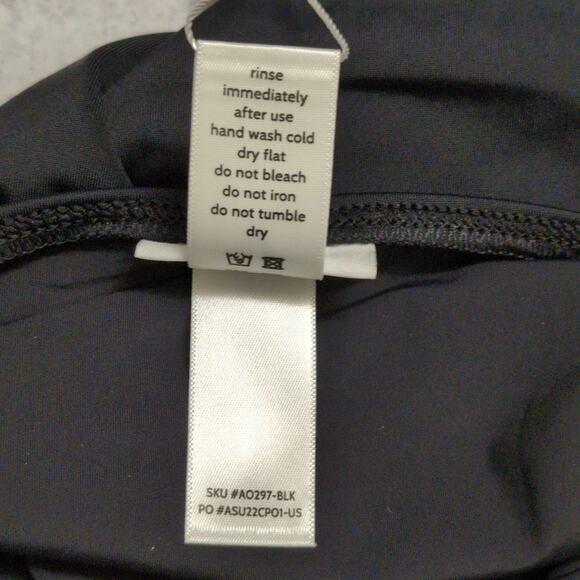 rinse
immediately
after use
hand wash cold
dry flat
do not bleach
do not iron
do not tumble
dry
SKU #AO297-BLK
PO #ASU22CPO1-US